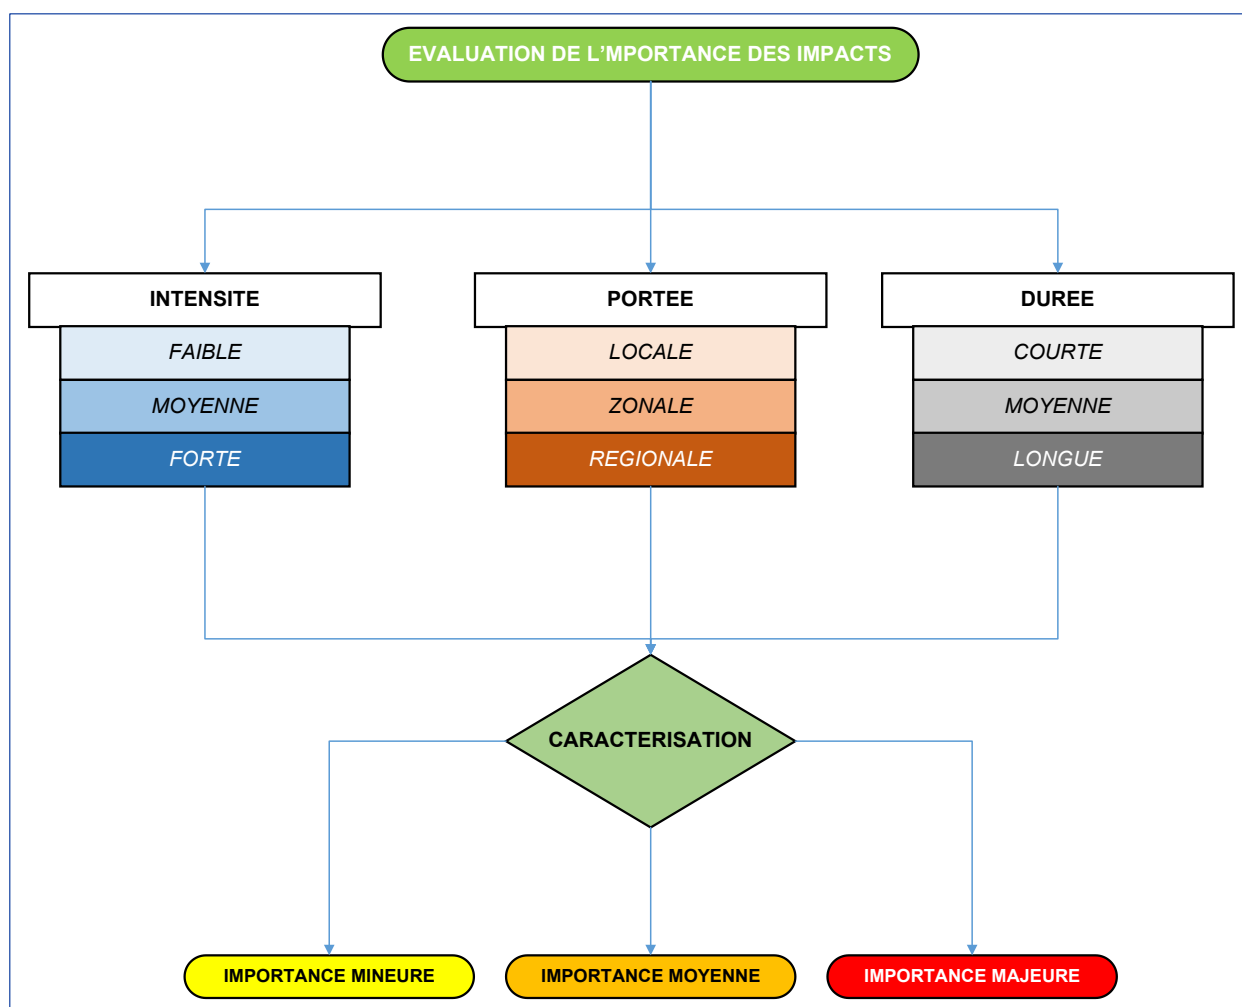 EVALUATION DE L'MPORTANCE DES IMPACTS
INTENSITE
FAIBLE
MOYENNE
FORTE
PORTEE
LOCALE
ZONALE
REGIONALE
DUREE
COURTE
MOYENNE
LONGUE
CARACTERISATION
IMPORTANCE MINEURE
IMPORTANCE MOYENNE
IMPORTANCE MAJEURE